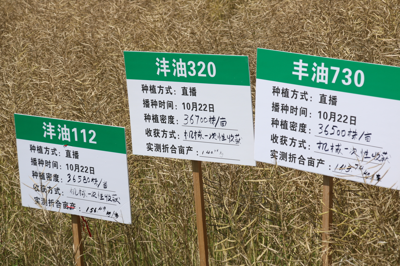 沣油112
种植方式：直播
播种时间：10月22日
种植密度：36580株/亩
收获方式：机械一次性收获
实测折合亩产：
沣油320
种植方式：直播
播种时间：10月22日
种植密度：36700株/亩
收获方式：机械一次性收获
实测折合亩产：
丰油730
种植方式：直播
播种时间：10月22日
种植密度：36500株/亩
收获方式：机械一次性收获
实测折合亩产：